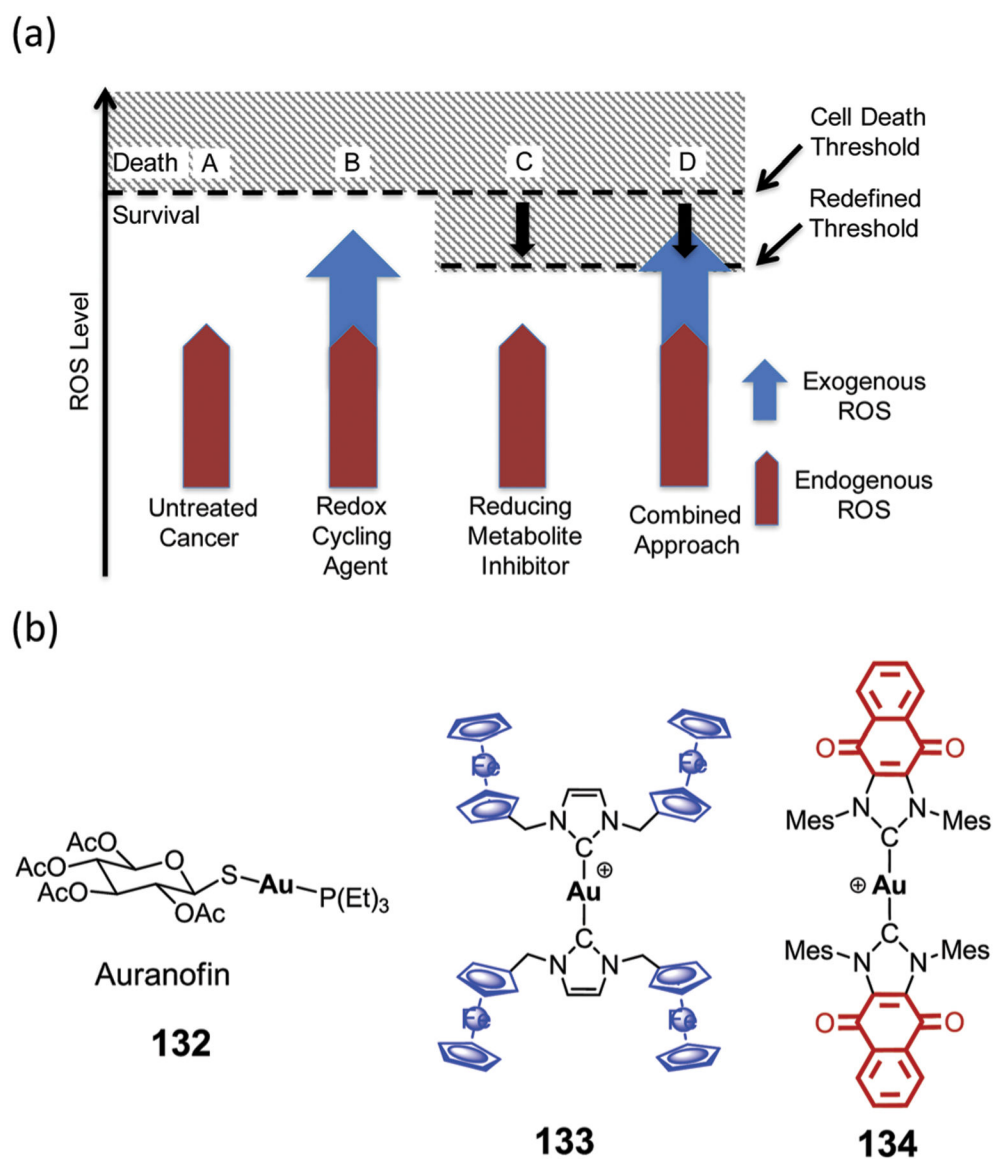 (a)
Death A B C D
Survival
Cell Death
Threshold
Redefined
Threshold
ROS Level
Exogenous
ROS
Endogenous
ROS
Untreated
Cancer
Redox
Cycling
Agent
Reducing
Metabolite
Inhibitor
Combined
Approach
(b)
AcO
AcO
AcO
O
OAc
S
Au
P(Et)3
Auranofin
132
Fe
Fe
N
N
C
⊕
Au
C
N
N
Fe
Fe
133
O
O
Mes
N
N
Mes
C
⊕ Au
C
Mes
N
N
Mes
O
O
134